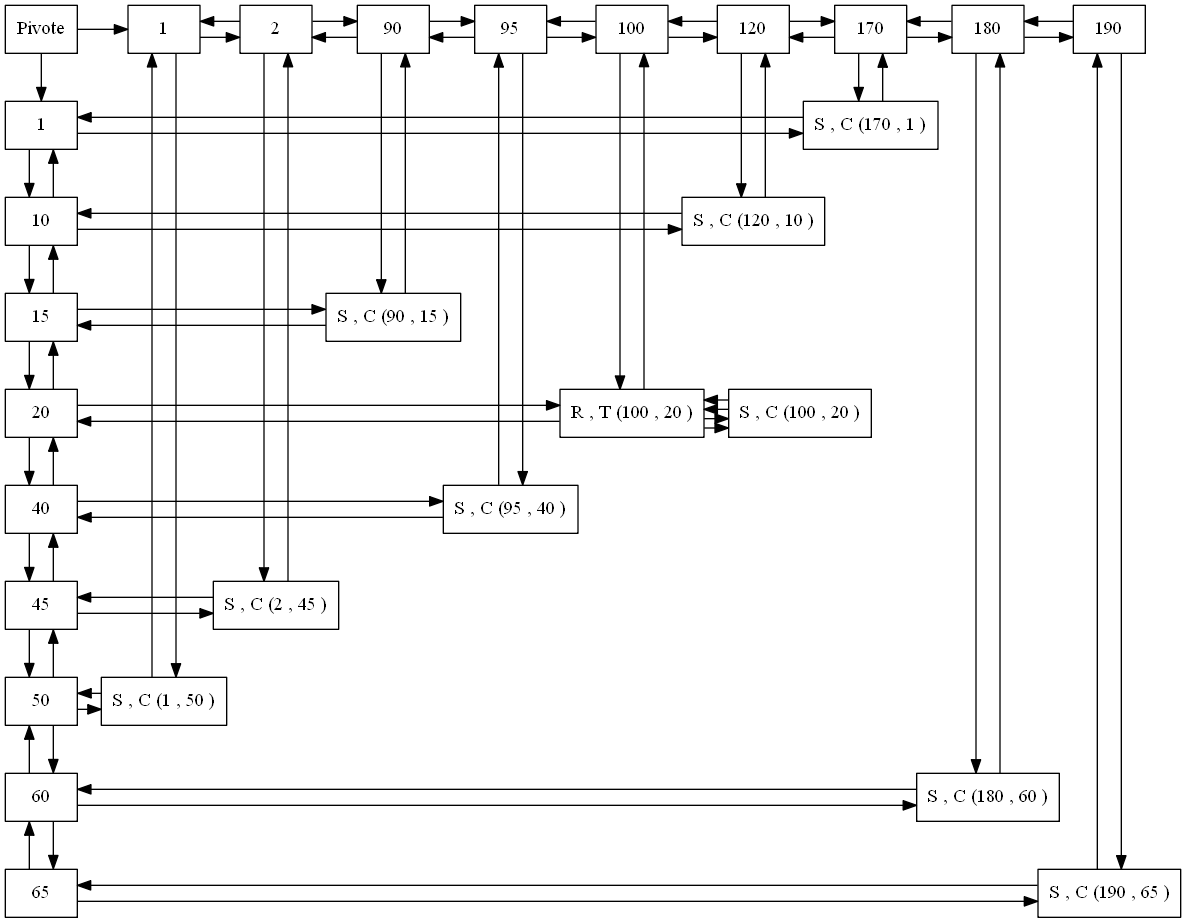 Pivote 1 2 90 95 100 120 170 180 190
1 S , C (170 , 1 )
10 S , C (120 , 10 )
15 S , C (90 , 15 )
20 R , T (100 , 20 ) S , C (100 , 20 )
40 S , C (95 , 40 )
45 S , C (2 , 45 )
50 S , C (1 , 50 )
60 S , C (180 , 60 )
65 S , C (190 , 65 )